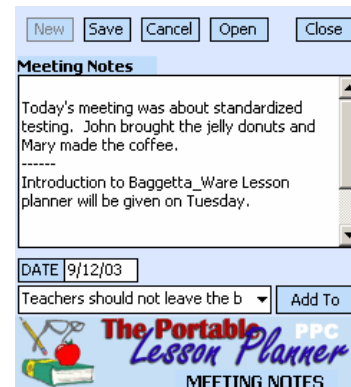 New Save Cancel Open Close
Meeting Notes
Today's meeting was about standardized
testing. John brought the jelly donuts and
Mary made the coffee.
------
Introduction to Baggetta_Ware Lesson
planner will be given on Tuesday.
DATE 9/12/03
Teachers should not leave the b Add To
The Portable PPC
Lesson Planner
MEETING NOTES